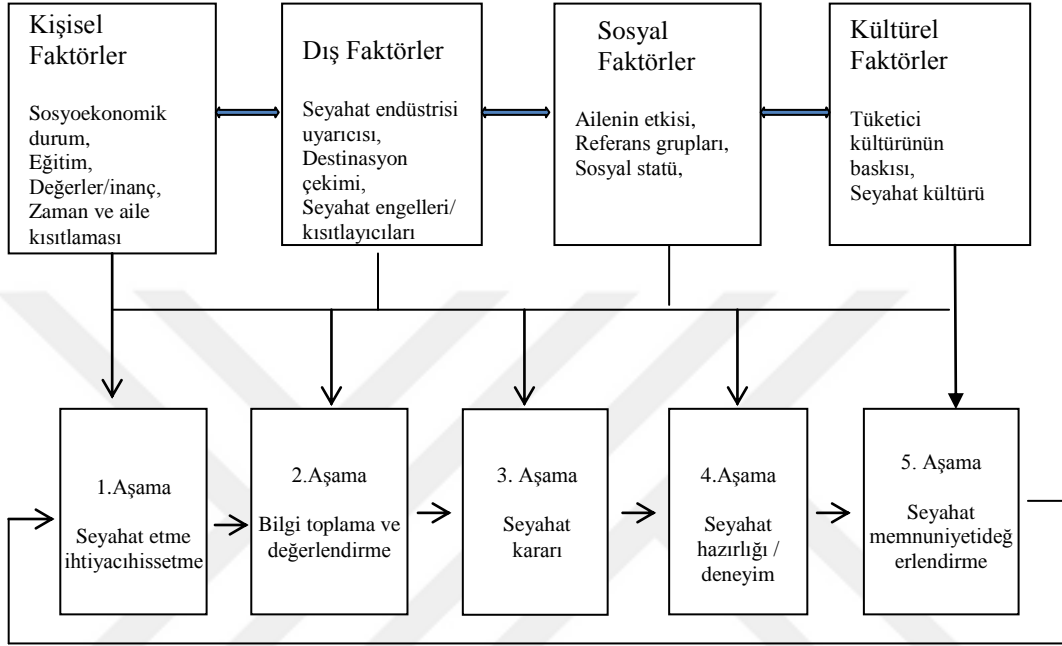 Kişisel
Faktörler
Sosyoekonomik
durum,
Eğitim,
Değerler/inanç,
Zaman ve aile
kısıtlaması
Dış Faktörler
Seyahat endüstrisi
uyarıcısı,
Destinasyon
çekimi,
Seyahat engelleri/
kısıtlayıcıları
Sosyal
Faktörler
Ailenin etkisi,
Referans grupları,
Sosyal statü,
Kültürel
Faktörler
Tüketici
kültürünün
baskısı,
Seyahat kültürü
1.Aşama
Seyahat etme
ihtiyacıhissetme
2.Aşama
Bilgi toplama ve
değerlendirme
3. Aşama
Seyahat
kararı
4.Aşama
Seyahat
hazırlığı /
deneyim
5. Aşama
Seyahat
memnuniyetideğ
erlendirme